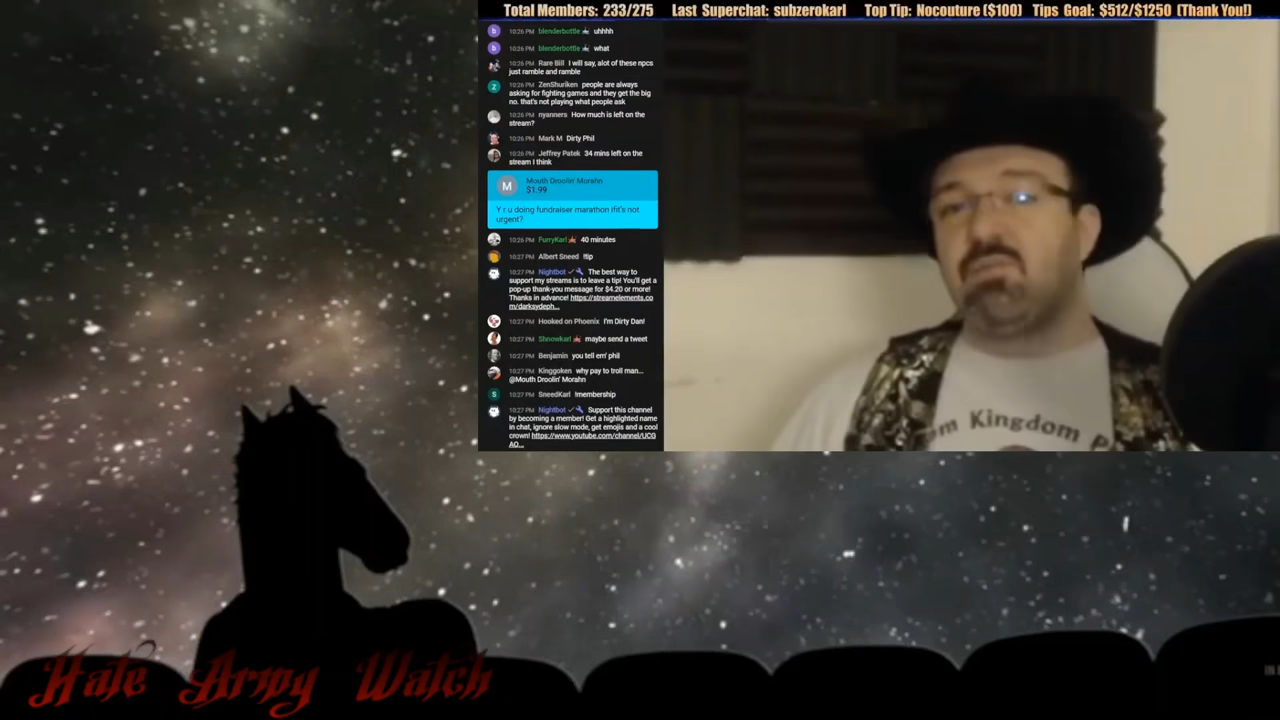 Total Members: 233/275 Last Superchat: subzerokarl Top Tip: Nocouture ($100) Tips Goal: $512/$1250 (Thank You!)
b 10:26 PM blenderbottle uhhhh
b 10:26 PM blenderbottle what
10:26 PM Rare Bill I will say, alot of these npcs
just ramble and ramble
Z 10:26 PM ZenShuriken people are always
asking for fighting games and they get the big
no. that's not playing what people ask
10:26 PM nyanners How much is left on the
stream?
10:26 PM Mark M Dirty Phil
10:26 PM Jeffrey Patek 34 mins left on the
stream I think
M Mouth Droolin' Morahn
$1.99
Y r u doing fundraiser marathon ifit's not
urgent?
10:26 PM FurryKarl 40 minutes
10:27 PM Albert Sneed !tip
10:27 PM Nightbot The best way to
support my streams is to leave a tip! You'll get a
pop-up thank-you message for $4.20 or more!
Thanks in advance! https://streamelements.co
m/darksydeph...
10:27 PM Hooked on Phoenix I'm Dirty Dan!
10:27 PM Shnowkarl maybe send a tweet
10:27 PM Benjamin you tell em' phil
10:27 PM Kinggoken why pay to troll man...
@Mouth Droolin' Morahn
S 10:27 PM SneedKarl !membership
10:27 PM Nightbot Support this channel
by becoming a member! Get a highlighted name
in chat, ignore slow mode, get emojis and a cool
crown! https://www.youtube.com/channel/UCG
AO...
Kingdom
Hate Army Watch
IN